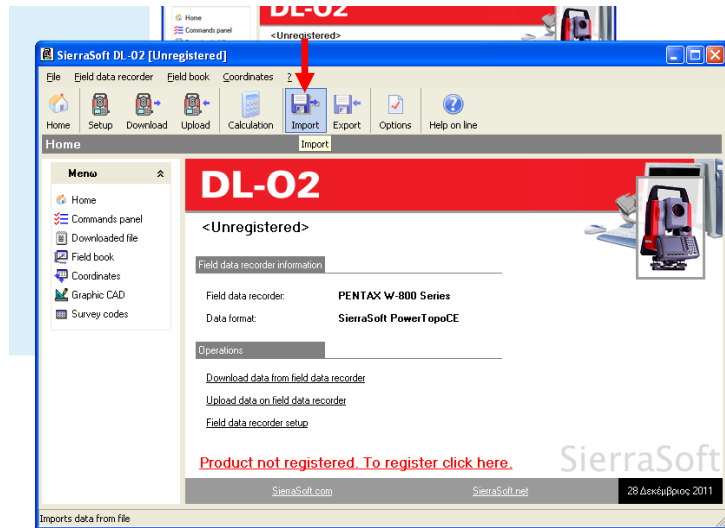 DL-02
Home
Commands panel
<Unregistered>
SierraSoft DL-02 [Unregistered]
File Field data recorder Field book Coordinates ?
Home Setup Download Upload Calculation Import Export Options Help on line
Home
Import
Menu
Home
Commands panel
Downloaded file
Field book
Coordinates
Graphic CAD
Survey codes
DL-02
<Unregistered>
Field data recorder information
Field data recorder: PENTAX W-800 Series
Data format: SierraSoft PowerTopoCE
Operations
Download data from field data recorder
Upload data on field data recorder
Field data recorder setup
Product not registered. To register click here.
SierraSoft
SierraSoft.com SierraSoft.net 28 Δεκέμβριος 2011
Imports data from file